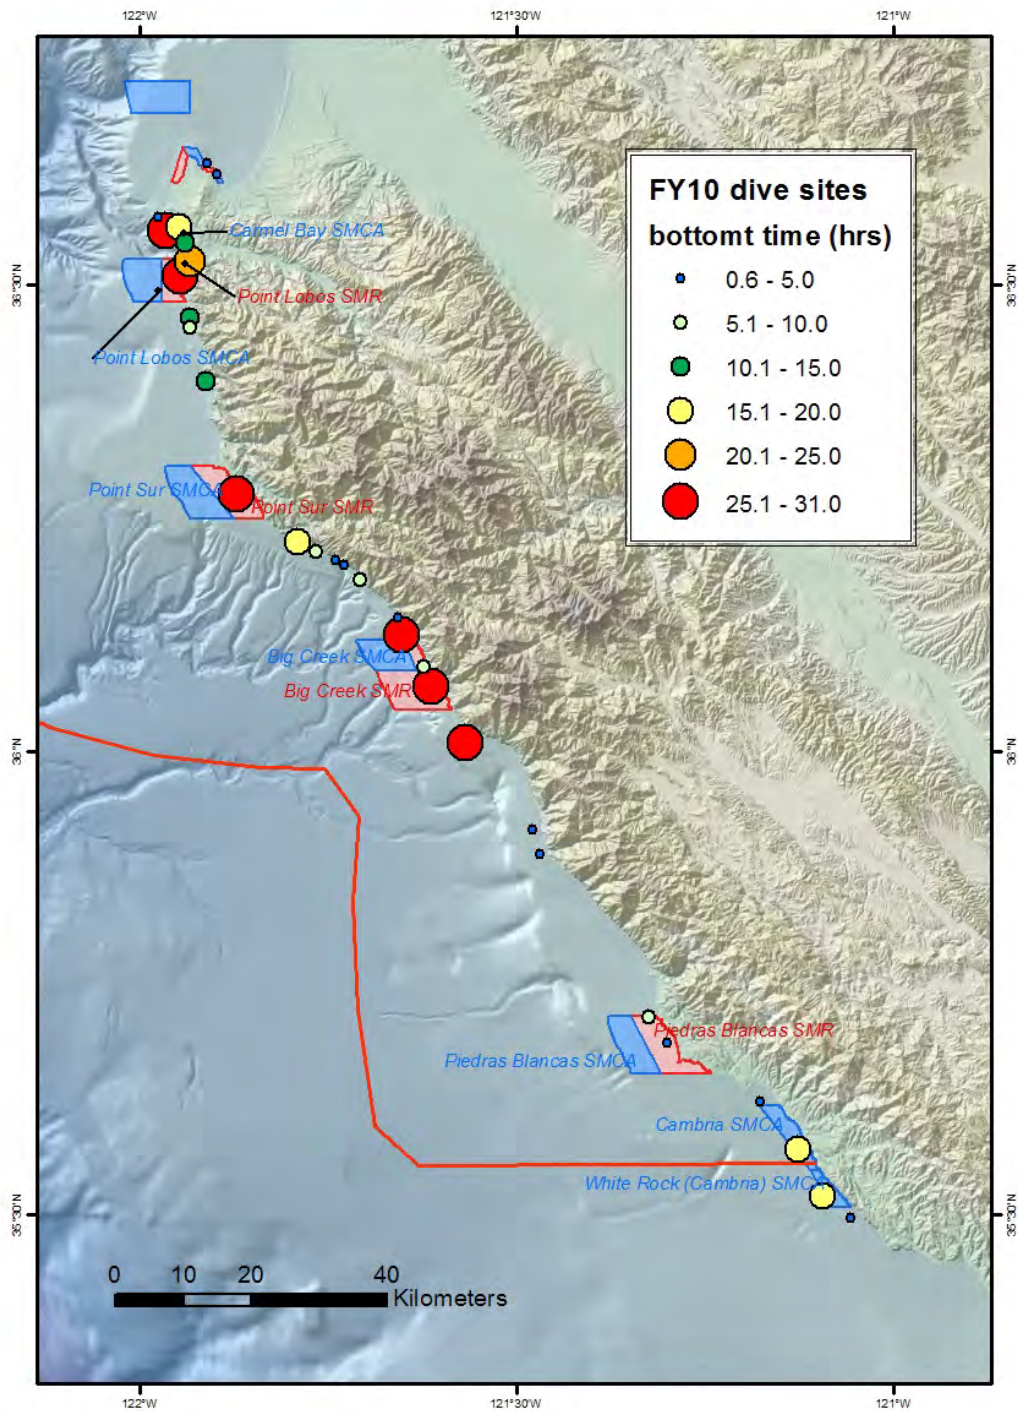 122°W 121°30'W 121°W
FY10 dive sites
bottomt time (hrs)
0.6 - 5.0
5.1 - 10.0
10.1 - 15.0
15.1 - 20.0
20.1 - 25.0
25.1 - 31.0
Carmel Bay SMCA
36°30'N 36°30'N
Point Lobos SMR
Point Lobos SMCA
Point Sur SMCA
Point Sur SMR
Big Creek SMCA
Big Creek SMR
36°N 36°N
Piedras Blancas SMR
Piedras Blancas SMCA
Cambria SMCA
White Rock (Cambria) SMCA
35°30'N 35°30'N
0 10 20 40
Kilometers
122°W 121°30'W 121°W